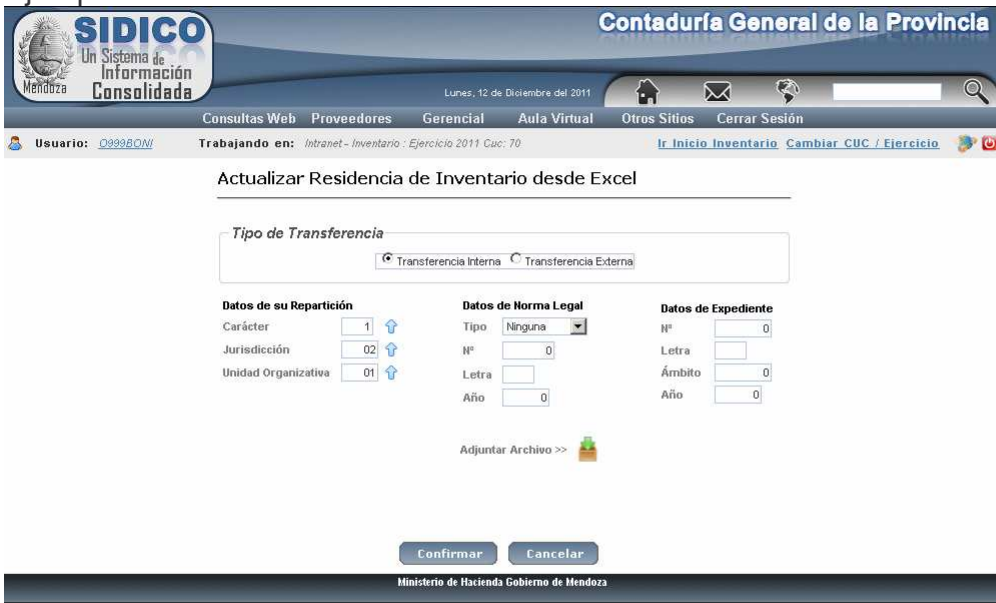 SIDICO
Un Sistema de
Información
Consolidada
Mendoza
Contaduría General de la Provincia
Lunes, 12 de Diciembre del 2011
Consultas Web Proveedores Gerencial Aula Virtual Otros Sitios Cerrar Sesión
Usuario: O999BONI Trabajando en: Intranet - Inventario : Ejercicio 2011 Cuc: 70 Ir Inicio Inventario Cambiar CUC / Ejercicio
Actualizar Residencia de Inventario desde Excel
Tipo de Transferencia
Transferencia Interna Transferencia Externa
Datos de su Repartición
Carácter 1
Jurisdicción 02
Unidad Organizativa 01
Datos de Norma Legal
Tipo Ninguna
Nº 0
Letra
Año 0
Datos de Expediente
Nº 0
Letra
Ámbito 0
Año 0
Adjuntar Archivo >>
Confirmar Cancelar
Ministerio de Hacienda Gobierno de Mendoza